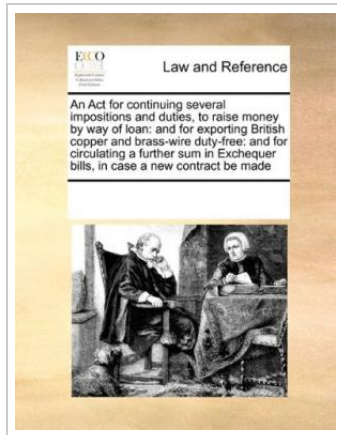 ECCO
Law and Reference
An Act for continuing several
impositions and duties, to raise money
by way of loan: and for exporting British
copper and brass-wire duty-free: and for
circulating a further sum in Exchequer
bills, in case a new contract be made